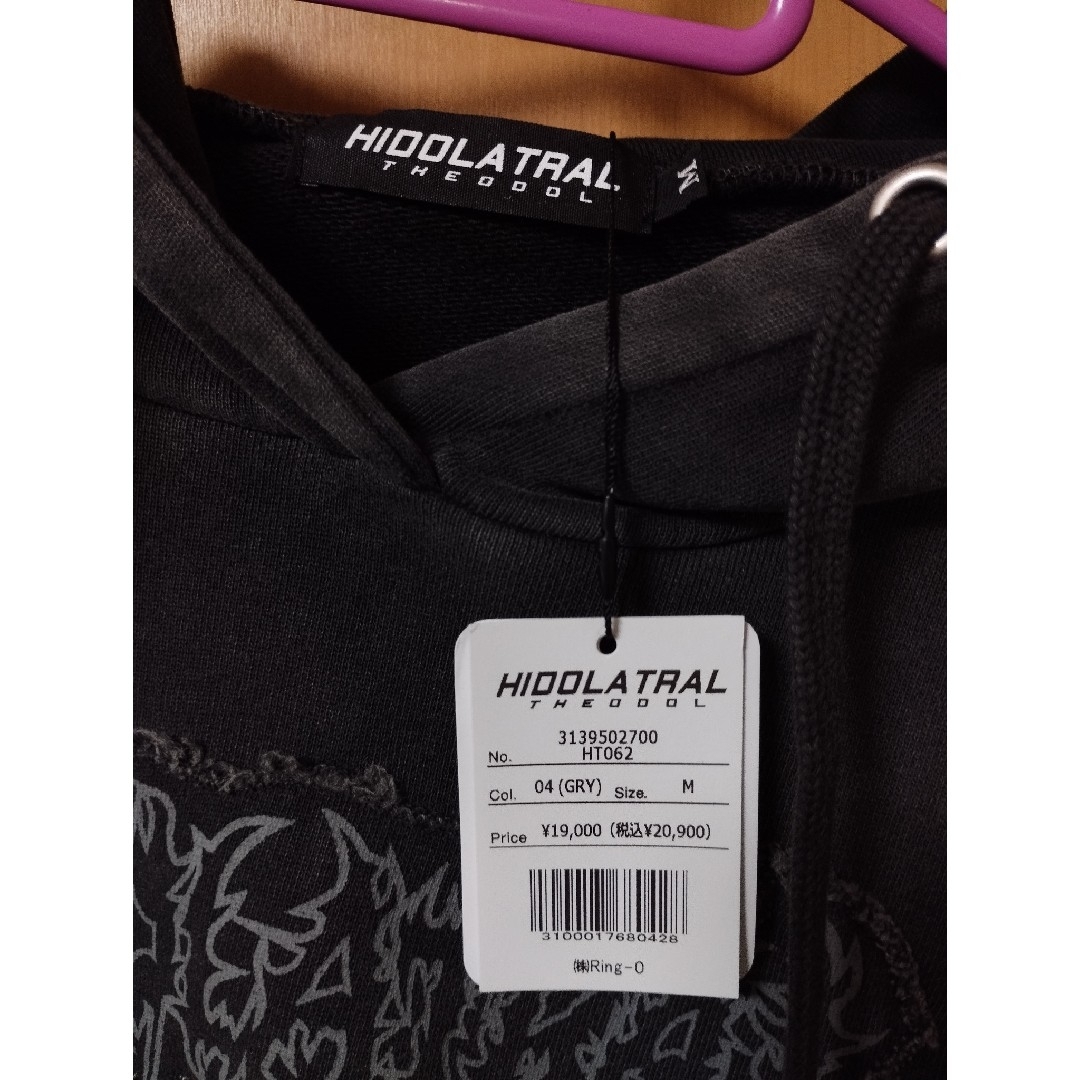 HIDOLATRAL
THEODOL
M
HIDOLATRAL
THEODOL
3139502700
No. HT062
Col. 04 (GRY) Size. M
Price ¥19,000 (税込¥20,900)
3100017680428
㈱Ring-O